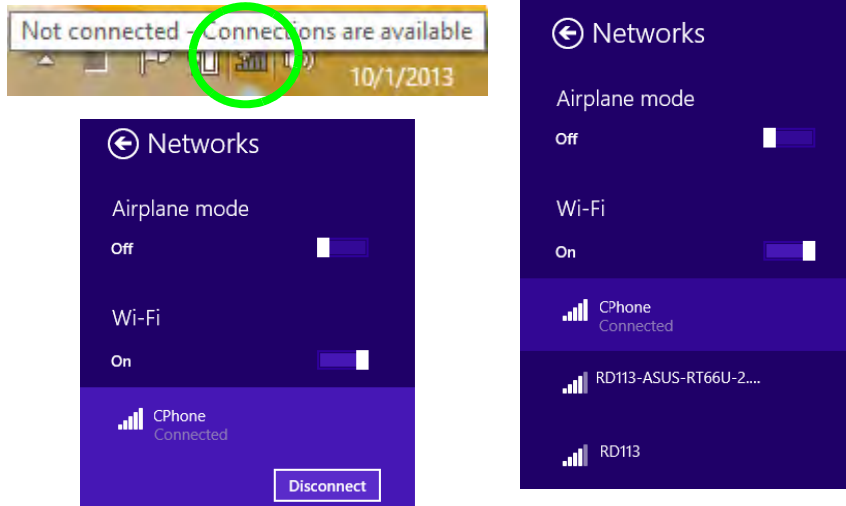 Not connected - Connections are available
10/1/2013
Networks
Airplane mode
Off
Wi-Fi
On
CPhone
Connected
Disconnect
Networks
Airplane mode
Off
Wi-Fi
On
CPhone
Connected
RD113-ASUS-RT66U-2....
RD113